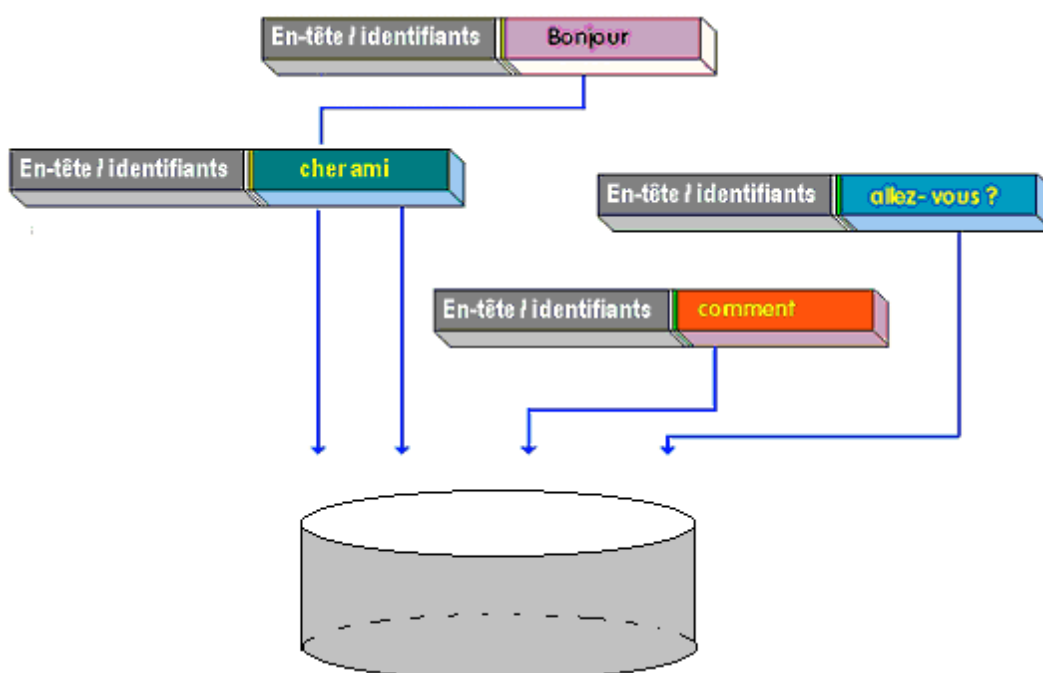 En-tête / identifiants Bonjour
En-tête / identifiants cher ami
En-tête / identifiants allez-vous ?
En-tête / identifiants comment